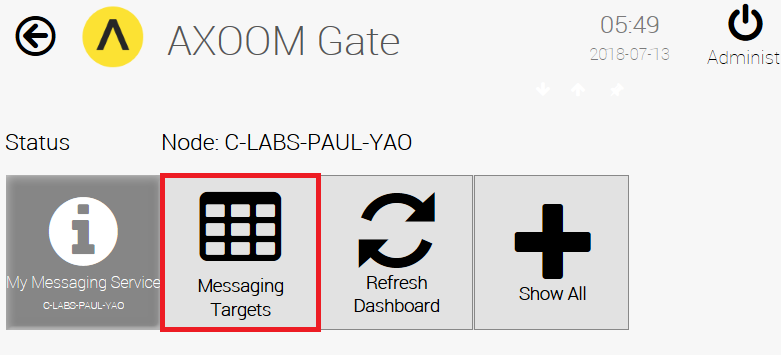 AXOOM Gate
05:49
2018-07-13
Administ
Status
Node: C-LABS-PAUL-YAO
My Messaging Service
C-LABS-PAUL-YAO
Messaging
Targets
Refresh
Dashboard
Show All